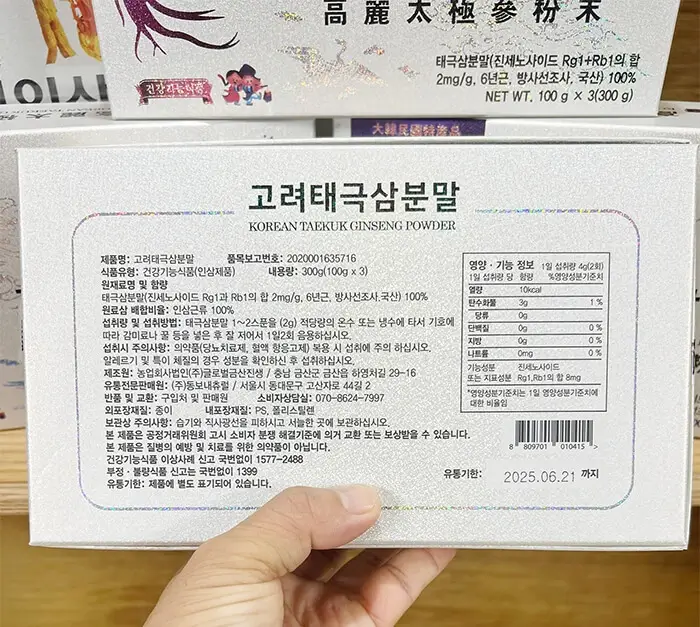 高麗太極蔘粉末
태극삼분말(진세노사이드 Rg1+Rb1의 합
2mg/g, 6년근, 방사선조사, 국산) 100%
NET WT. 100 g × 3(300 g)
건강기능식품
고려태극삼분말
KOREAN TAEKUK GINSENG POWDER
제품명: 고려태극삼분말 품목보고번호: 2020001635716
식품유형: 건강기능식품(인삼제품) 내용량: 300g(100g x 3)
원재료명 및 함량
태극삼분말(진세노사이드 Rg1과 Rb1의 합 2mg/g, 6년근, 방사선조사,국산) 100%
원료삼 배합비율: 인삼근류 100%
섭취량 및 섭취방법: 태극삼분말 1~2스푼을 (2g) 적당량의 온수 또는 냉수에 타서 기호에
따라 감미료나 꿀 등을 넣은 후 잘 저어서 1일2회 음용하십시오.
섭취시 주의사항: 의약품(당뇨치료제, 혈액 항응고제) 복용 시 섭취에 주의 하십시오.
알레르기 및 특이 체질의 경우 성분을 확인하신 후 섭취하십시오.
제조원: 농업회사법인(주)글로벌금산진생 / 충남 금산군 금산읍 하영처길 29-16
유통전문판매원: (주)동보내츄럴 / 서울시 동대문구 고산자로 44길 2
반품 및 교환: 구입처 및 판매원 소비자상담실: 070-8624-7997
외포장재질: 종이 내포장재질: PS, 폴리스틸렌
보관상 주의사항: 습기와 직사광선을 피하시고 서늘한 곳에 보관하십시오.
본 제품은 공정거래위원회 고시 소비자 분쟁 해결기준에 의거 교환 또는 보상받을 수 있습니다.
본 제품은 질병의 예방 및 치료를 위한 의약품이 아닙니다.
건강기능식품 이상사례 신고 국번없이 1577-2488
부정·불량식품 신고는 국번없이 1399
유통기한: 제품에 별도 표기되어 있습니다.
영양·기능 정보 1일 섭취량 4g(2회)
1일 섭취량 당 함량 %영양성분기준치
열량 10kcal
탄수화물 3g 1 %
당류 0g
단백질 0g 0 %
지방 0g 0 %
나트륨 0mg 0 %
기능성분 진세노사이드
또는 지표성분 Rg1,Rb1의 합 8mg
*영양성분기준치는 1일 영양성분기준치에
대한 비율임
8 809701 010415 >
유통기한: 2025.06.21 까지